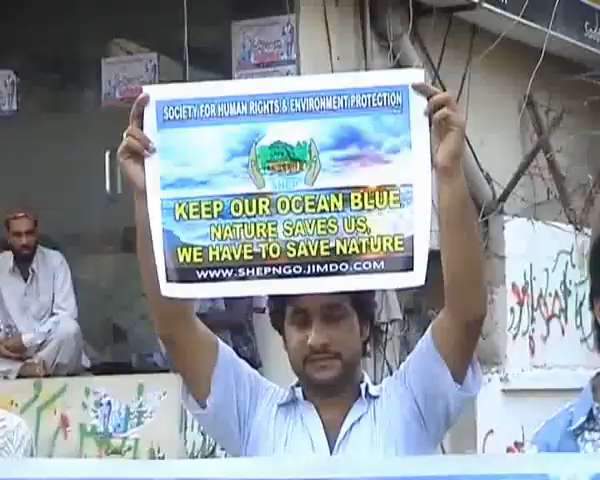 SOCIETY FOR HUMAN RIGHTS & ENVIRONMENT PROTECTION
SHEP
KEEP OUR OCEAN BLUE,
NATURE SAVES US,
WE HAVE TO SAVE NATURE
WWW.SHEPNGO.JIMDO.COM